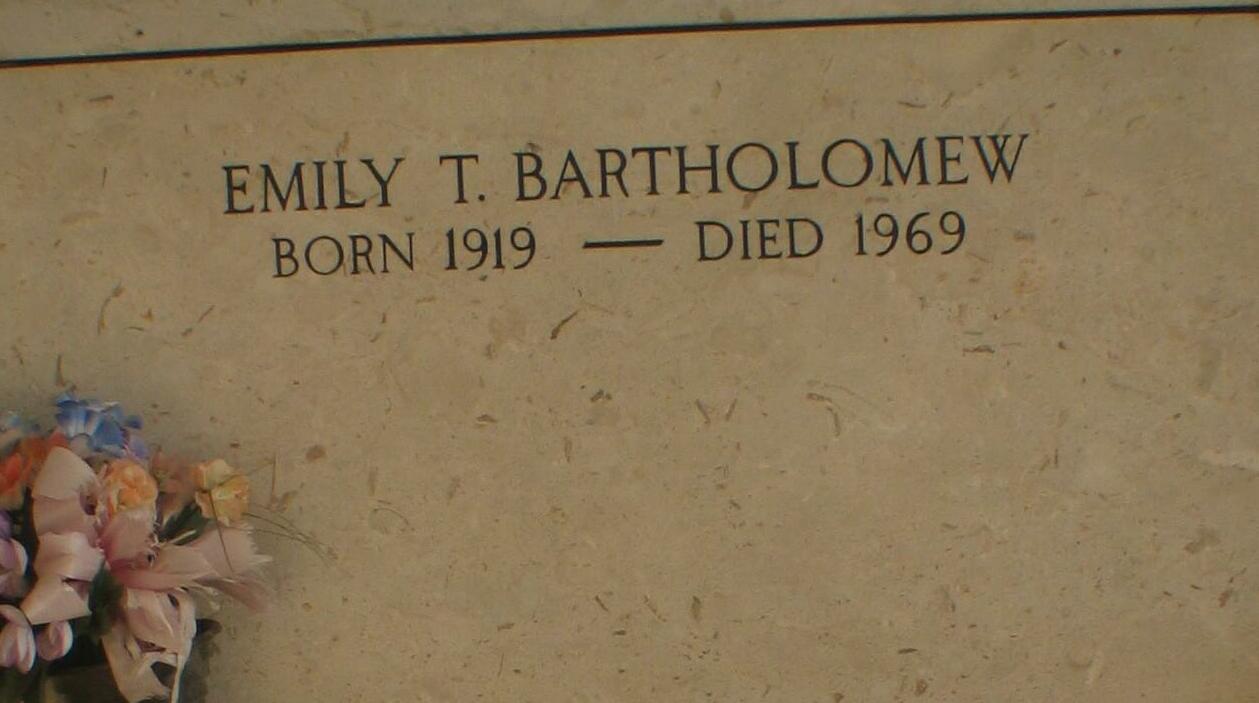 EMILY T. BARTHOLOMEW
BORN 1919 — DIED 1969